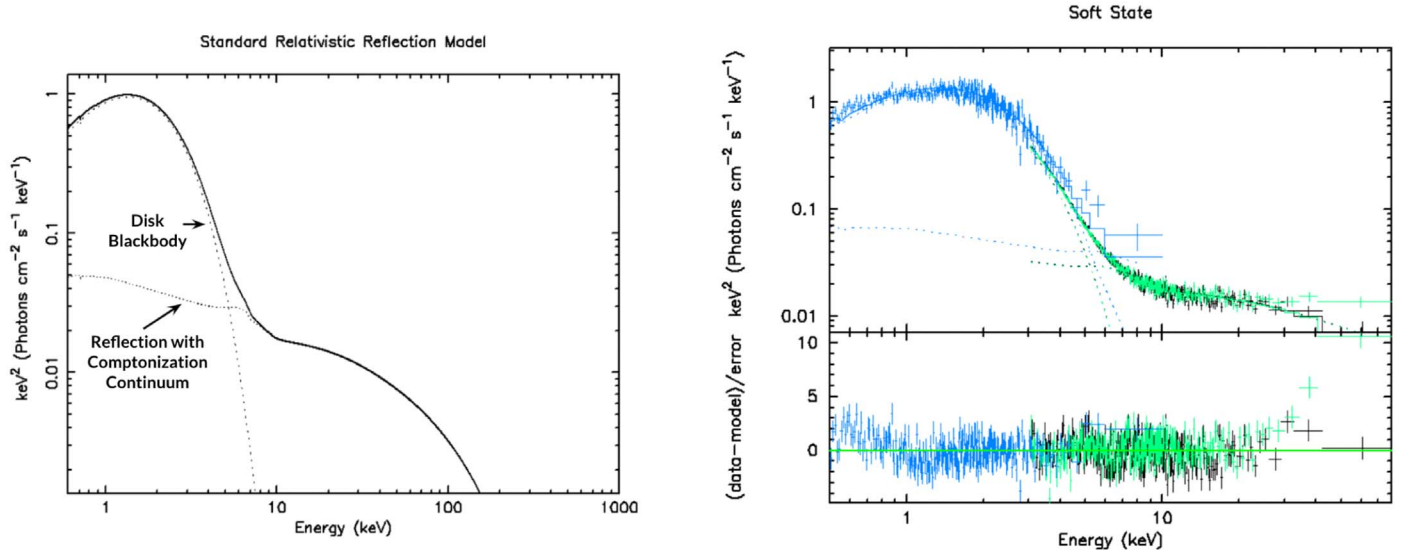 Standard Relativistic Reflection Model
keV² (Photons cm⁻² s⁻¹ keV⁻¹)
1
0.1
0.01
Disk
Blackbody
Reflection with
Comptonization
Continuum
1
10
100
1000
Energy (keV)
Soft State
keV² (Photons cm⁻² s⁻¹ keV⁻¹)
1
0.1
0.01
(data-model)/error
10
5
0
1
10
Energy (keV)